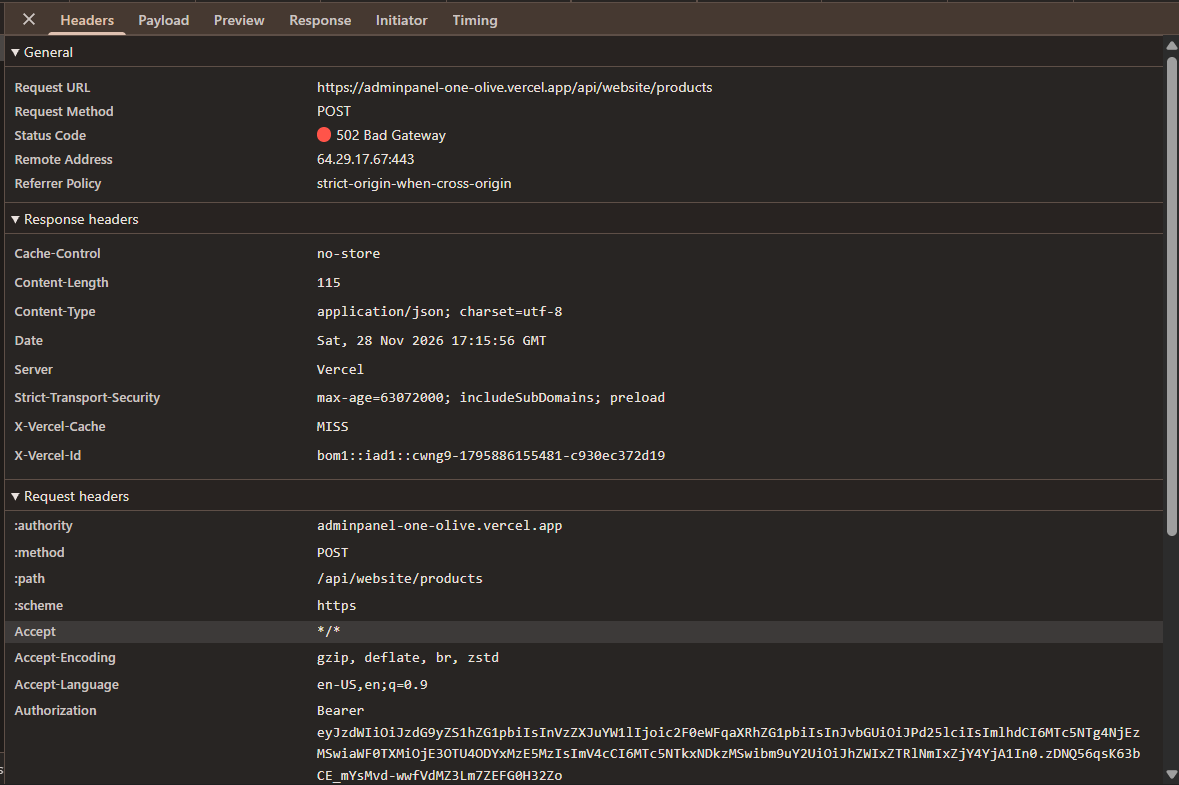 Headers Payload Preview Response Initiator Timing
General
Request URL https://adminpanel-one-olive.vercel.app/api/website/products
Request Method POST
Status Code 502 Bad Gateway
Remote Address 64.29.17.67:443
Referrer Policy strict-origin-when-cross-origin
Response headers
Cache-Control no-store
Content-Length 115
Content-Type application/json; charset=utf-8
Date Sat, 28 Nov 2026 17:15:56 GMT
Server Vercel
Strict-Transport-Security max-age=63072000; includeSubDomains; preload
X-Vercel-Cache MISS
X-Vercel-Id bom1::iad1::cwng9-1795886155481-c930ec372d19
Request headers
:authority adminpanel-one-olive.vercel.app
:method POST
:path /api/website/products
:scheme https
Accept */*
Accept-Encoding gzip, deflate, br, zstd
Accept-Language en-US,en;q=0.9
Authorization Bearer
eyJzdWIiOiJzdG9yZS1hZG1pbiIsInVzZXJuYW1lIjoic2F0eWFqaXRhZG1pbiIsInJvbGUiOiJPd25lciIsImlhdCI6MTc5NTg4NjEz
MSwiaWF0TXMiOjE3OTU4ODYxMzE5MzIsImV4cCI6MTc5NTkxNDkzMSwibm9uY2UiOiJhZWIxZTRlNmIxZjY4YjA1In0.zDNQ56qsK63b
CE_mYsMvd-wwfVdMZ3Lm7ZEFG0H32Zo